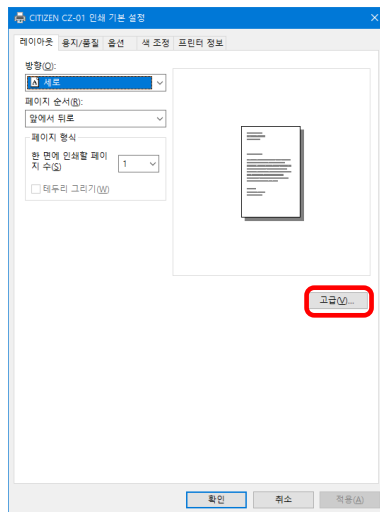 CITIZEN CZ-01 인쇄 기본 설정
레이아웃 용지/품질 옵션 색 조정 프린터 정보
방향(O):
세로
페이지 순서(R):
앞에서 뒤로
페이지 형식
한 면에 인쇄할 페이
지 수(S)
1
테두리 그리기(W)
고급(V)...
확인 취소 적용(A)